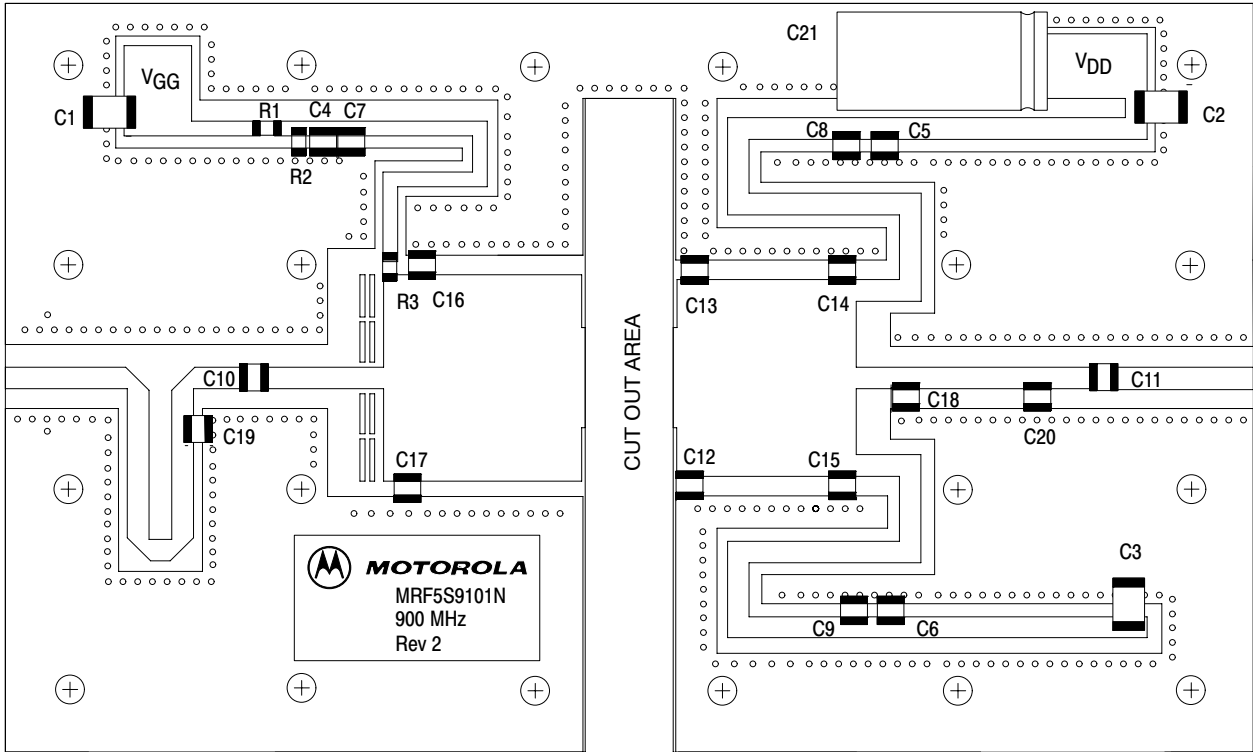 C21
VGG
VDD
C1
R1
C4
C7
C2
C8
C5
R2
R3
C16
C13
C14
CUT OUT AREA
C10
C11
C18
C20
C19
C17
C12
C15
MOTOROLA
MRF5S9101N
900 MHz
Rev 2
C3
C9
C6